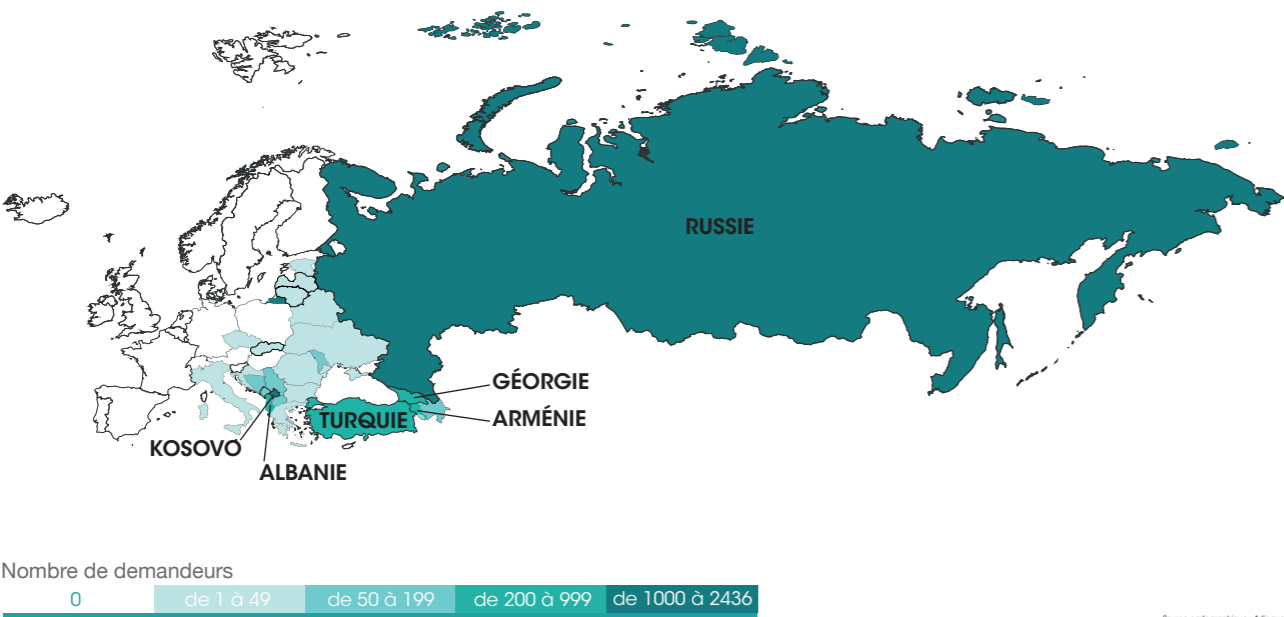 RUSSIE
GÉORGIE
TURQUIE
ARMÉNIE
KOSOVO
ALBANIE
Nombre de demandeurs
0
de 1 à 49
de 50 à 199
de 200 à 999
de 1000 à 2436